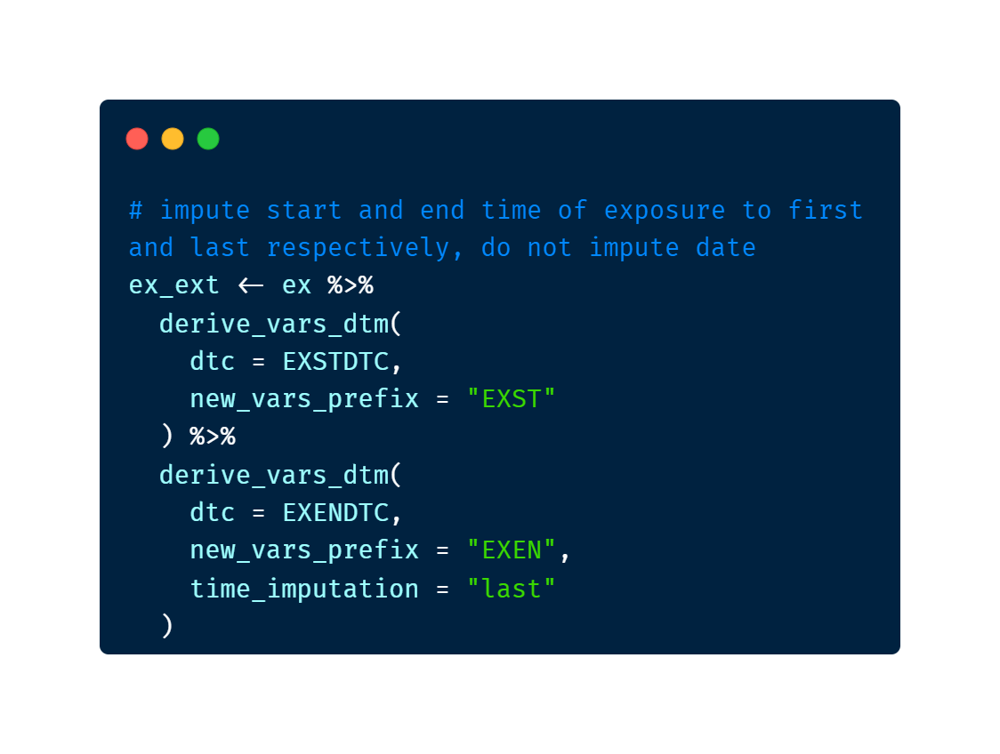 # impute start and end time of exposure to first
and last respectively, do not impute date
ex_ext <- ex %>%
  derive_vars_dtm(
    dtc = EXSTDTC,
    new_vars_prefix = "EXST"
  ) %>%
  derive_vars_dtm(
    dtc = EXENDTC,
    new_vars_prefix = "EXEN",
    time_imputation = "last"
  )